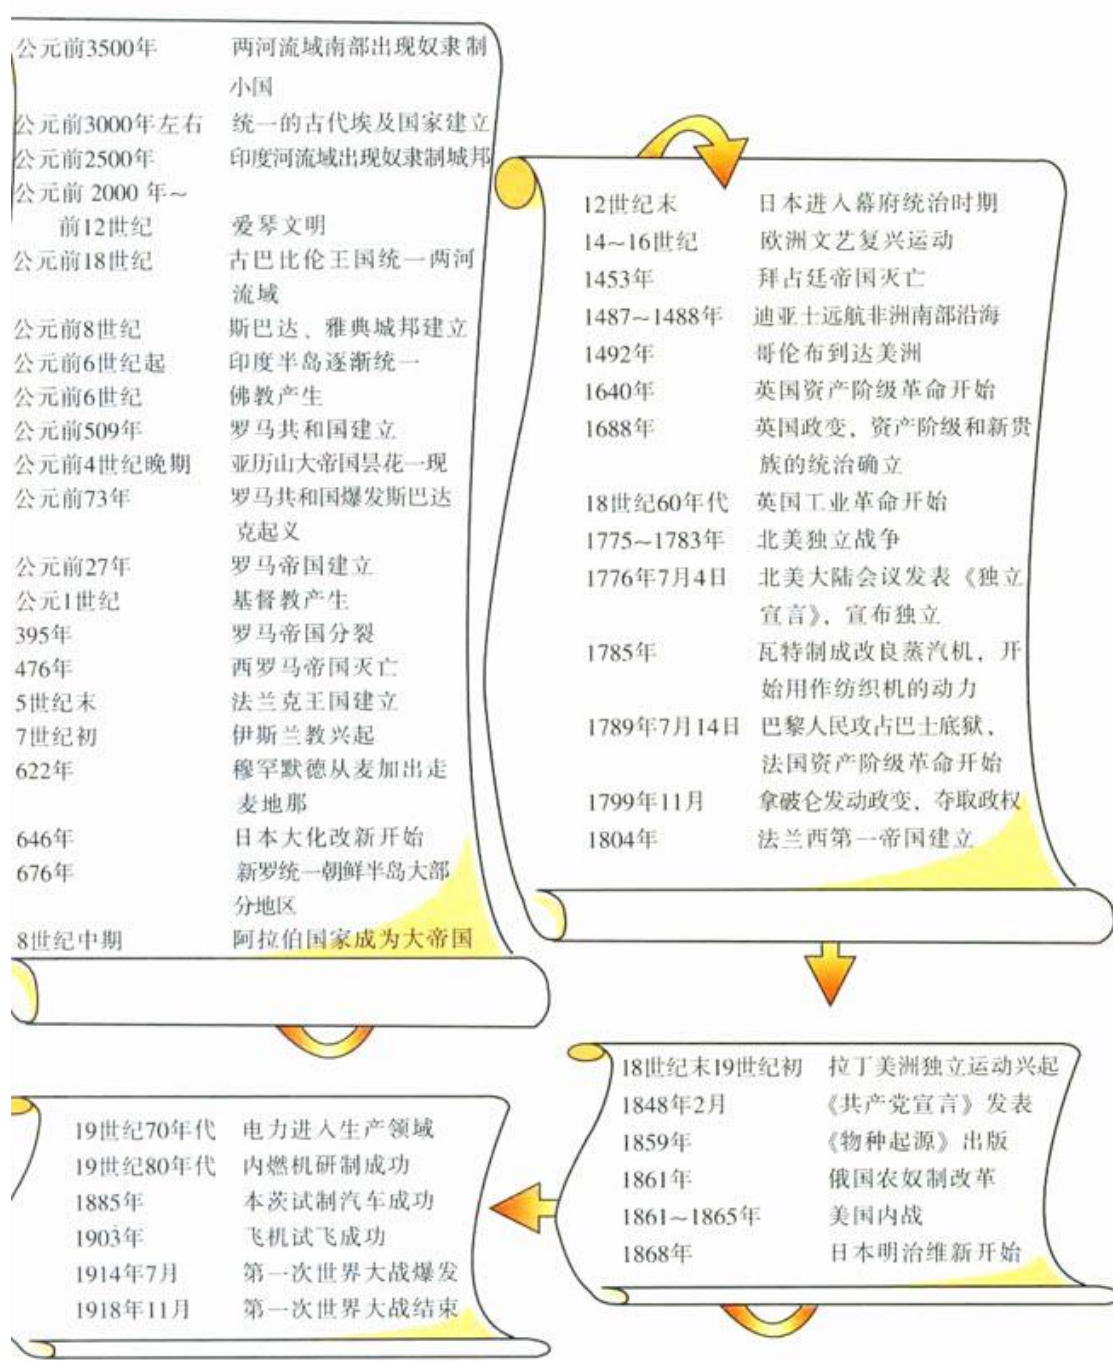 公元前3500年 两河流域南部出现奴隶制
小国
公元前3000年左右 统一的古代埃及国家建立
公元前2500年 印度河流域出现奴隶制城邦
公元前 2000 年~
前12世纪 爱琴文明
公元前18世纪 古巴比伦王国统一两河
流域
公元前8世纪 斯巴达、雅典城邦建立
公元前6世纪起 印度半岛逐渐统一
公元前6世纪 佛教产生
公元前509年 罗马共和国建立
公元前4世纪晚期 亚历山大帝国昙花一现
公元前73年 罗马共和国爆发斯巴达
克起义
公元前27年 罗马帝国建立
公元1世纪 基督教产生
395年 罗马帝国分裂
476年 西罗马帝国灭亡
5世纪末 法兰克王国建立
7世纪初 伊斯兰教兴起
622年 穆罕默德从麦加出走
麦地那
646年 日本大化改新开始
676年 新罗统一朝鲜半岛大部
分地区
8世纪中期 阿拉伯国家成为大帝国
12世纪末 日本进入幕府统治时期
14~16世纪 欧洲文艺复兴运动
1453年 拜占廷帝国灭亡
1487~1488年 迪亚士远航非洲南部沿海
1492年 哥伦布到达美洲
1640年 英国资产阶级革命开始
1688年 英国政变，资产阶级和新贵
族的统治确立
18世纪60年代 英国工业革命开始
1775~1783年 北美独立战争
1776年7月4日 北美大陆会议发表《独立
宣言》，宣布独立
1785年 瓦特制成改良蒸汽机，开
始用作纺织机的动力
1789年7月14日 巴黎人民攻占巴士底狱，
法国资产阶级革命开始
1799年11月 拿破仑发动政变，夺取政权
1804年 法兰西第一帝国建立
18世纪末19世纪初 拉丁美洲独立运动兴起
1848年2月 《共产党宣言》发表
1859年 《物种起源》出版
1861年 俄国农奴制改革
1861~1865年 美国内战
1868年 日本明治维新开始
19世纪70年代 电力进入生产领域
19世纪80年代 内燃机研制成功
1885年 本茨试制汽车成功
1903年 飞机试飞成功
1914年7月 第一次世界大战爆发
1918年11月 第一次世界大战结束